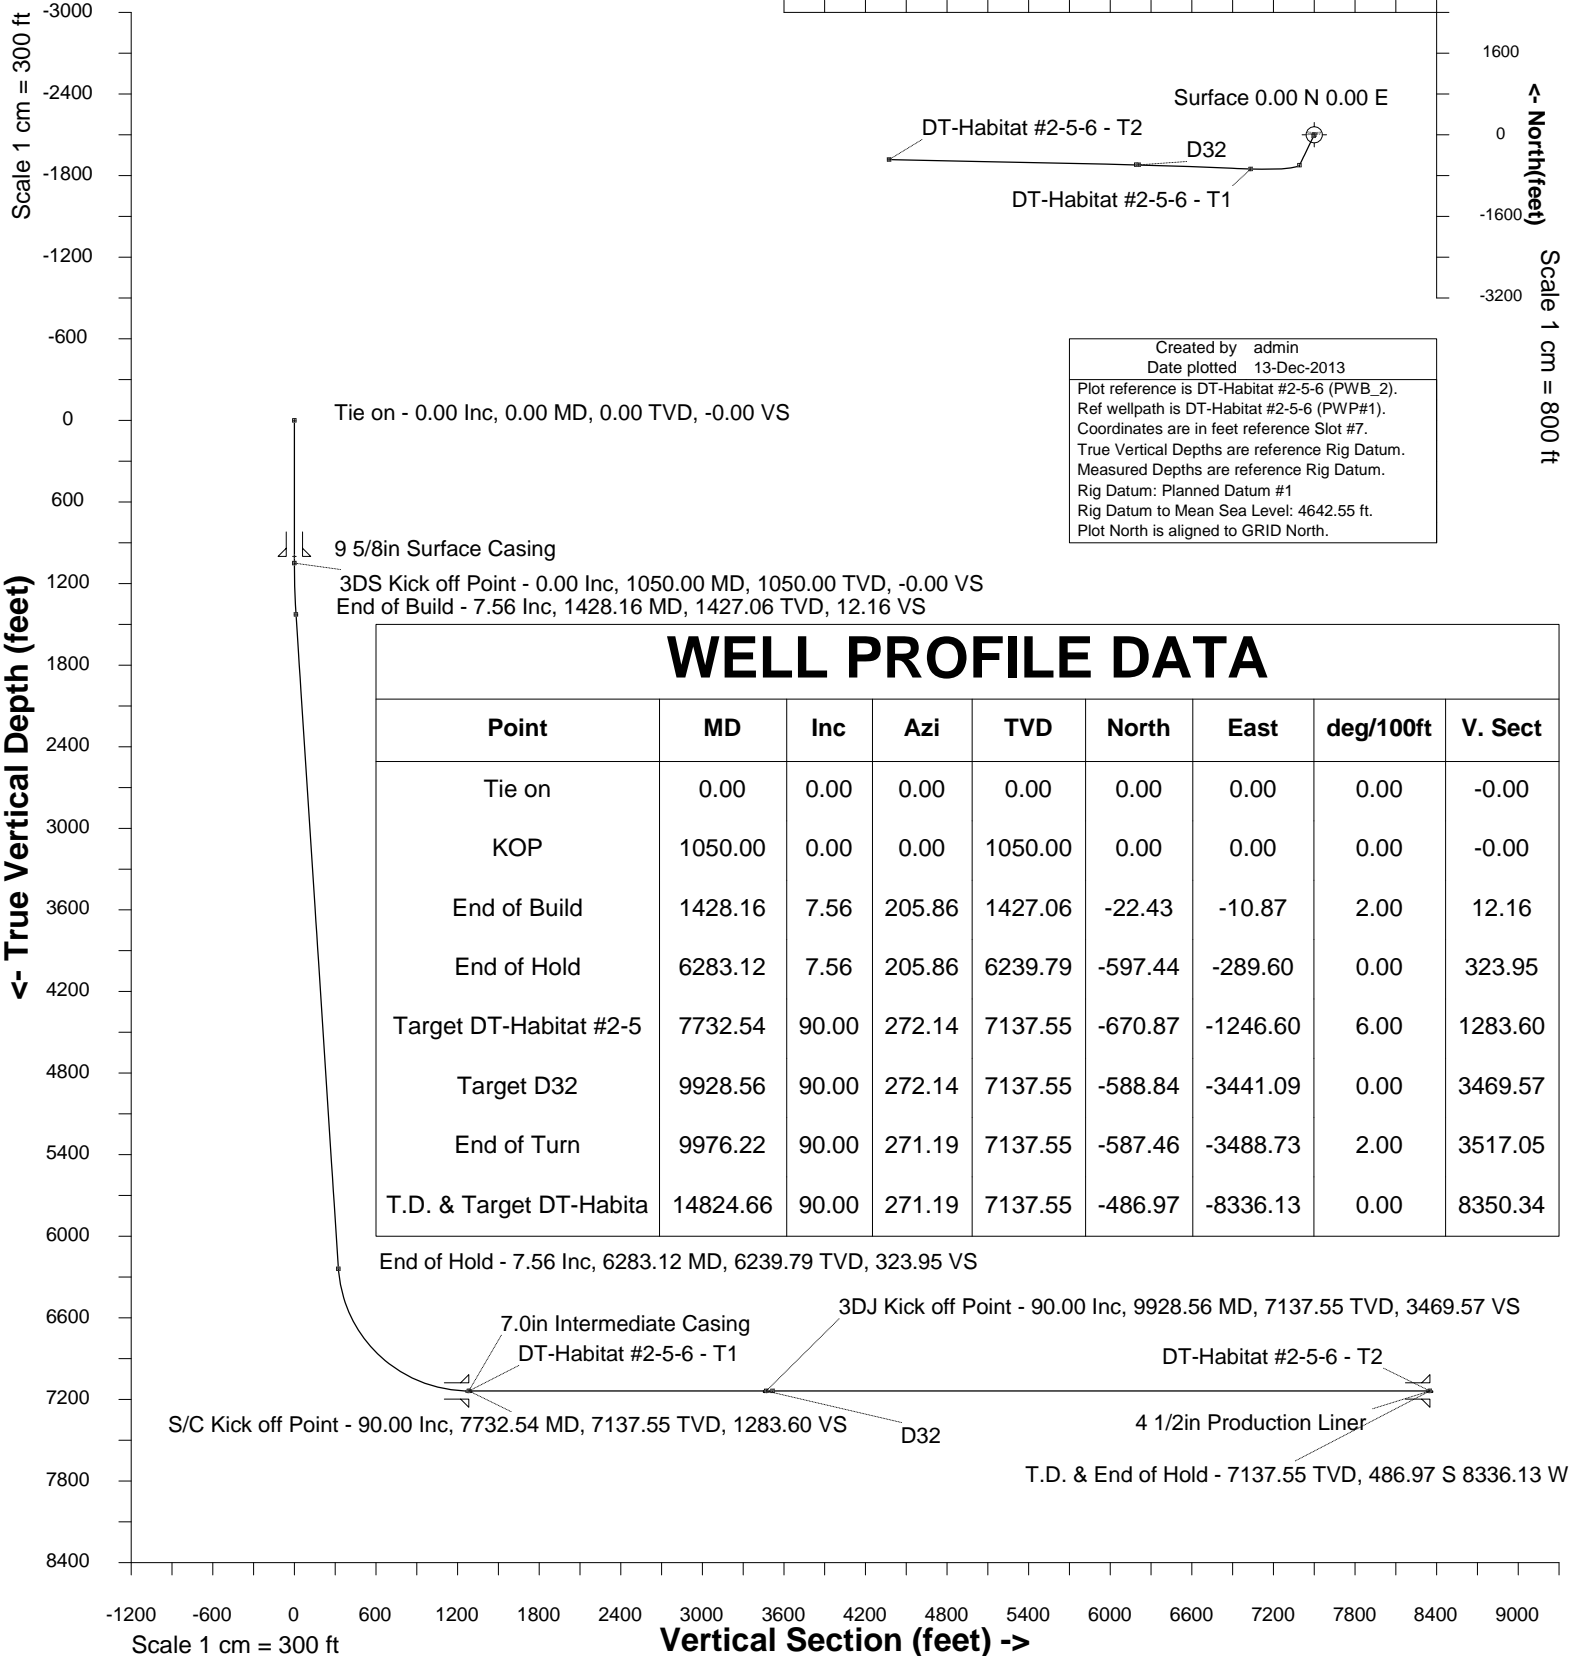 Scale 1 cm = 300 ft
-3000
-2400
-1800
-1200
-600
0
600
1200
1800
2400
3000
3600
4200
4800
5400
6000
6600
7200
7800
8400
<- True Vertical Depth (feet)
1600
0
-1600
-3200
<- North(feet)
Scale 1 cm = 800 ft
Surface 0.00 N 0.00 E
DT-Habitat #2-5-6 - T2
D32
DT-Habitat #2-5-6 - T1
Created by admin
Date plotted 13-Dec-2013
Plot reference is DT-Habitat #2-5-6 (PWB_2).
Ref wellpath is DT-Habitat #2-5-6 (PWP#1).
Coordinates are in feet reference Slot #7.
True Vertical Depths are reference Rig Datum.
Measured Depths are reference Rig Datum.
Rig Datum: Planned Datum #1
Rig Datum to Mean Sea Level: 4642.55 ft.
Plot North is aligned to GRID North.
Tie on - 0.00 Inc, 0.00 MD, 0.00 TVD, -0.00 VS
9 5/8in Surface Casing
3DS Kick off Point - 0.00 Inc, 1050.00 MD, 1050.00 TVD, -0.00 VS
End of Build - 7.56 Inc, 1428.16 MD, 1427.06 TVD, 12.16 VS
WELL PROFILE DATA
Point MD Inc Azi TVD North East deg/100ft V. Sect
Tie on 0.00 0.00 0.00 0.00 0.00 0.00 0.00 -0.00
KOP 1050.00 0.00 0.00 1050.00 0.00 0.00 0.00 -0.00
End of Build 1428.16 7.56 205.86 1427.06 -22.43 -10.87 2.00 12.16
End of Hold 6283.12 7.56 205.86 6239.79 -597.44 -289.60 0.00 323.95
Target DT-Habitat #2-5 7732.54 90.00 272.14 7137.55 -670.87 -1246.60 6.00 1283.60
Target D32 9928.56 90.00 272.14 7137.55 -588.84 -3441.09 0.00 3469.57
End of Turn 9976.22 90.00 271.19 7137.55 -587.46 -3488.73 2.00 3517.05
T.D. & Target DT-Habita 14824.66 90.00 271.19 7137.55 -486.97 -8336.13 0.00 8350.34
End of Hold - 7.56 Inc, 6283.12 MD, 6239.79 TVD, 323.95 VS
3DJ Kick off Point - 90.00 Inc, 9928.56 MD, 7137.55 TVD, 3469.57 VS
7.0in Intermediate Casing
DT-Habitat #2-5-6 - T1
DT-Habitat #2-5-6 - T2
S/C Kick off Point - 90.00 Inc, 7732.54 MD, 7137.55 TVD, 1283.60 VS
D32
4 1/2in Production Liner
T.D. & End of Hold - 7137.55 TVD, 486.97 S 8336.13 W
-1200 -600 0 600 1200 1800 2400 3000 3600 4200 4800 5400 6000 6600 7200 7800 8400 9000
Scale 1 cm = 300 ft
Vertical Section (feet) ->